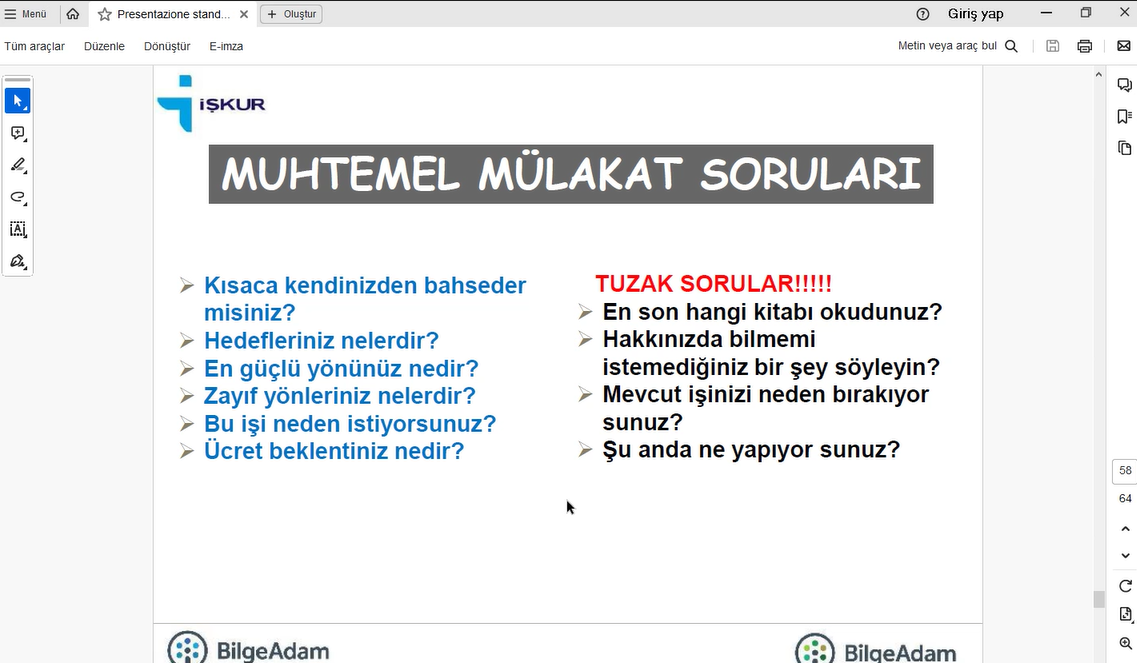 Menü
Presentazione stand...
Oluştur
Giriş yap
Tüm araçlar
Düzenle
Dönüştür
E-imza
Metin veya araç bul
İŞKUR
MUHTEMEL MÜLAKAT SORULARI
Kısaca kendinizden bahseder
misiniz?
Hedefleriniz nelerdir?
En güçlü yönünüz nedir?
Zayıf yönleriniz nelerdir?
Bu işi neden istiyorsunuz?
Ücret beklentiniz nedir?
TUZAK SORULAR!!!!!
En son hangi kitabı okudunuz?
Hakkınızda bilmemi
istemediğiniz bir şey söyleyin?
Mevcut işinizi neden bırakıyor
sunuz?
Şu anda ne yapıyor sunuz?
58
64
BilgeAdam
BilgeAdam